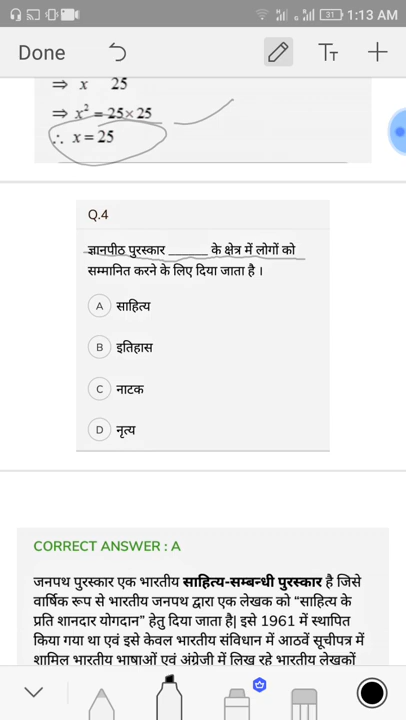 1:13 AM
31
Done
⇒ x 25
⇒ x² = 25×25
∴ x = 25
Q.4
ज्ञानपीठ पुरस्कार ______ के क्षेत्र में लोगों को
सम्मानित करने के लिए दिया जाता है ।
A साहित्य
B इतिहास
C नाटक
D नृत्य
CORRECT ANSWER : A
जनपथ पुरस्कार एक भारतीय साहित्य-सम्बन्धी पुरस्कार है जिसे
वार्षिक रूप से भारतीय जनपथ द्वारा एक लेखक को “साहित्य के
प्रति शानदार योगदान” हेतु दिया जाता है| इसे 1961 में स्थापित
किया गया था एवं इसे केवल भारतीय संविधान में आठवें सूचीपत्र में
शामिल भारतीय भाषाओं एवं अंग्रेजी में लिख रहे भारतीय लेखकों